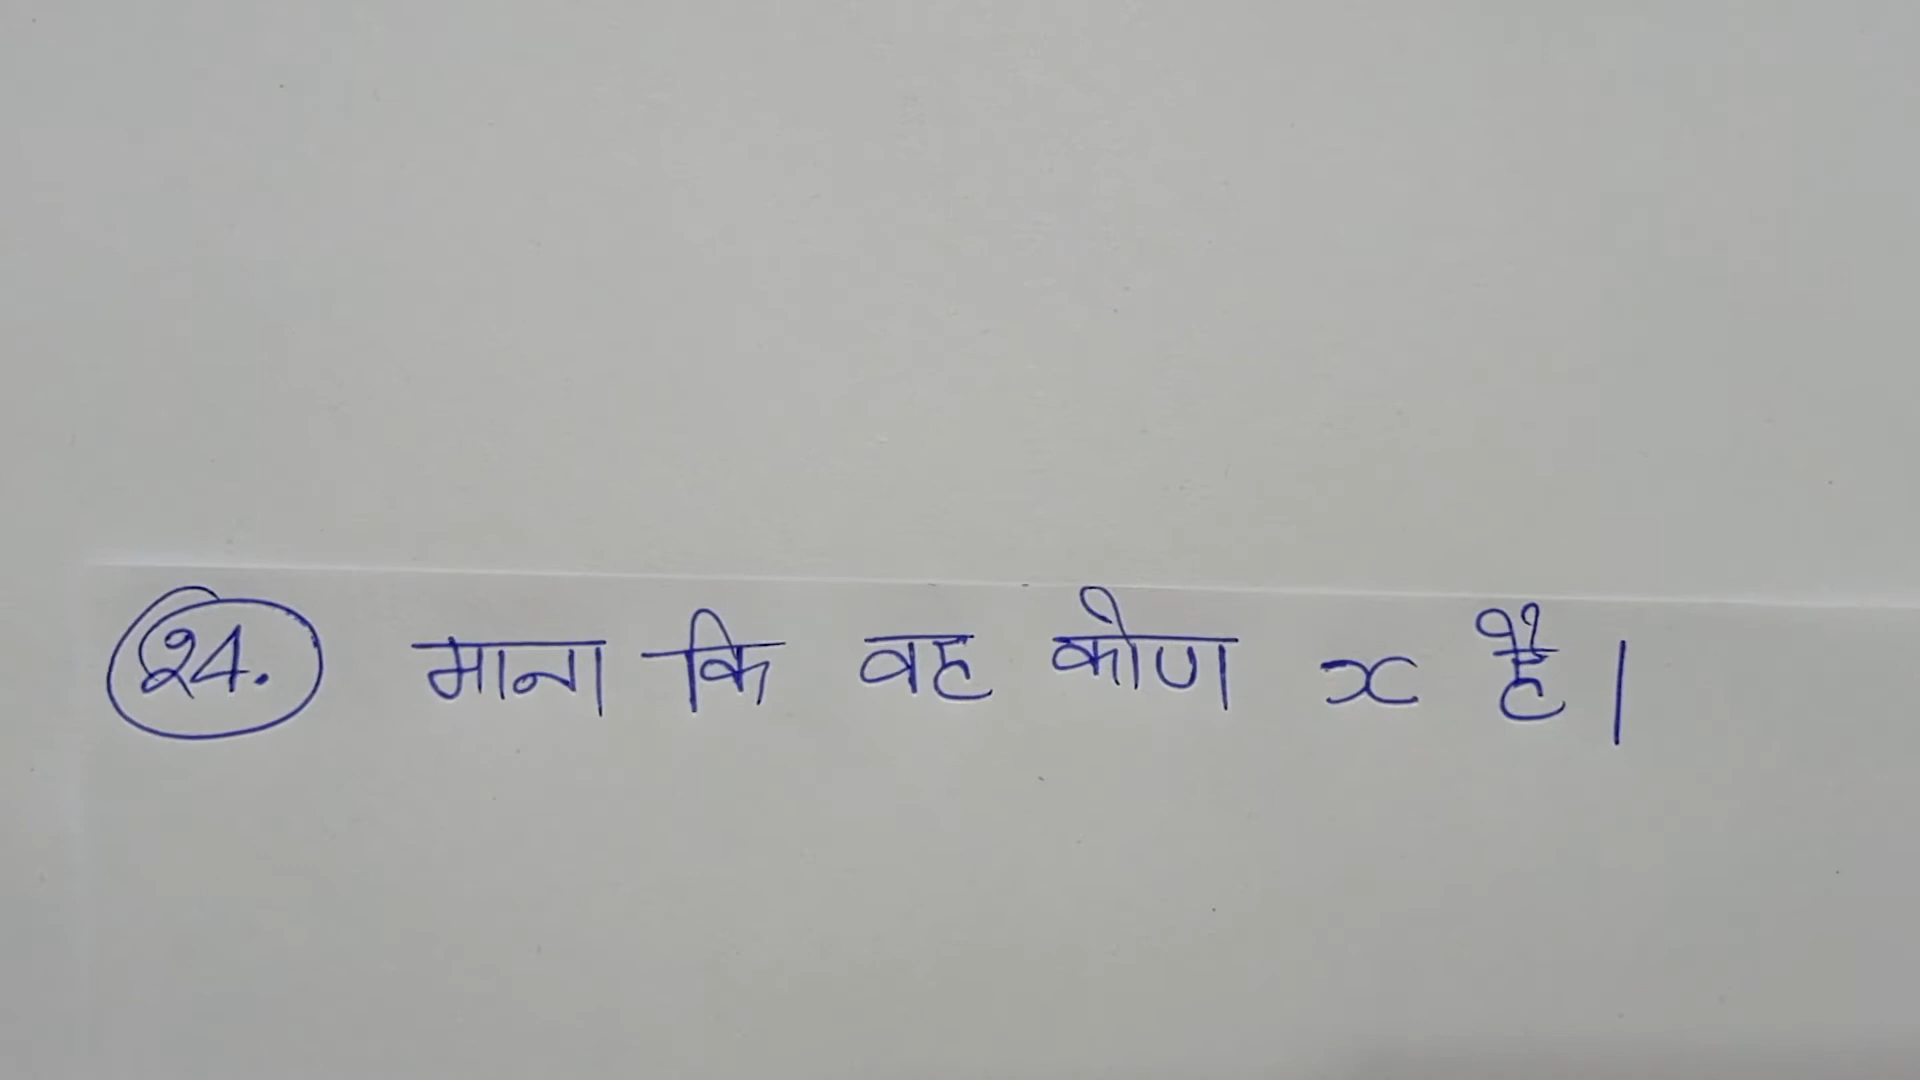 24. माना कि वह कोण x है।